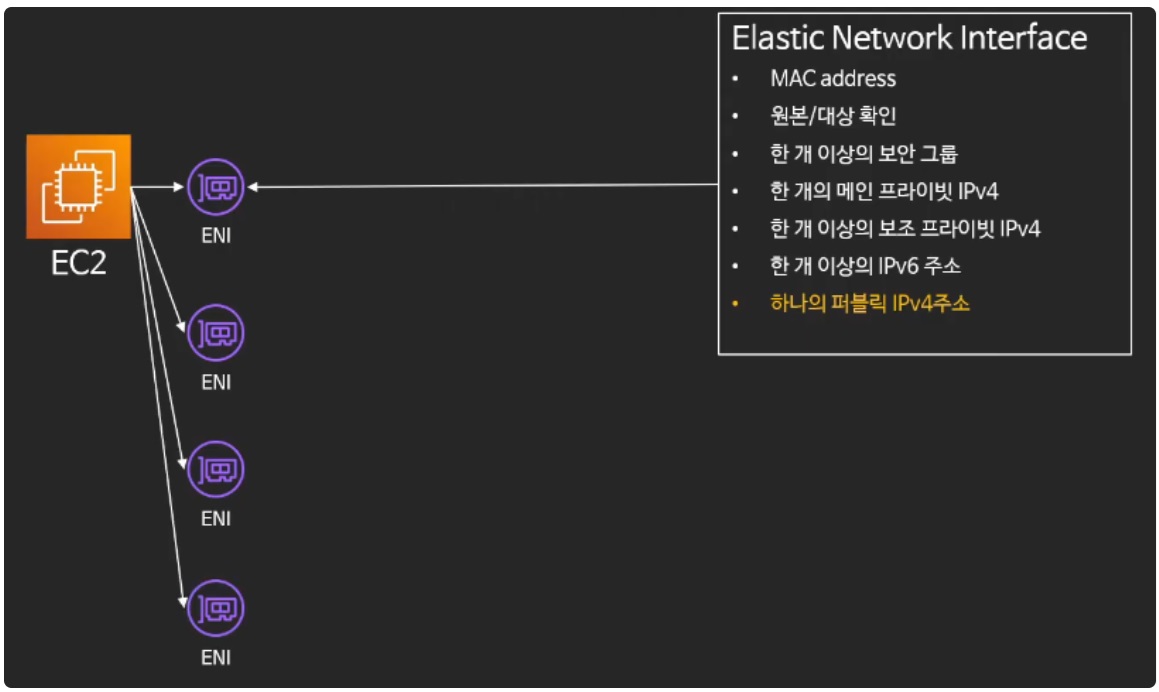 Elastic Network Interface
• MAC address
• 원본/대상 확인
• 한 개 이상의 보안 그룹
• 한 개의 메인 프라이빗 IPv4
• 한 개 이상의 보조 프라이빗 IPv4
• 한 개 이상의 IPv6 주소
• 하나의 퍼블릭 IPv4주소
EC2
ENI
ENI
ENI
ENI